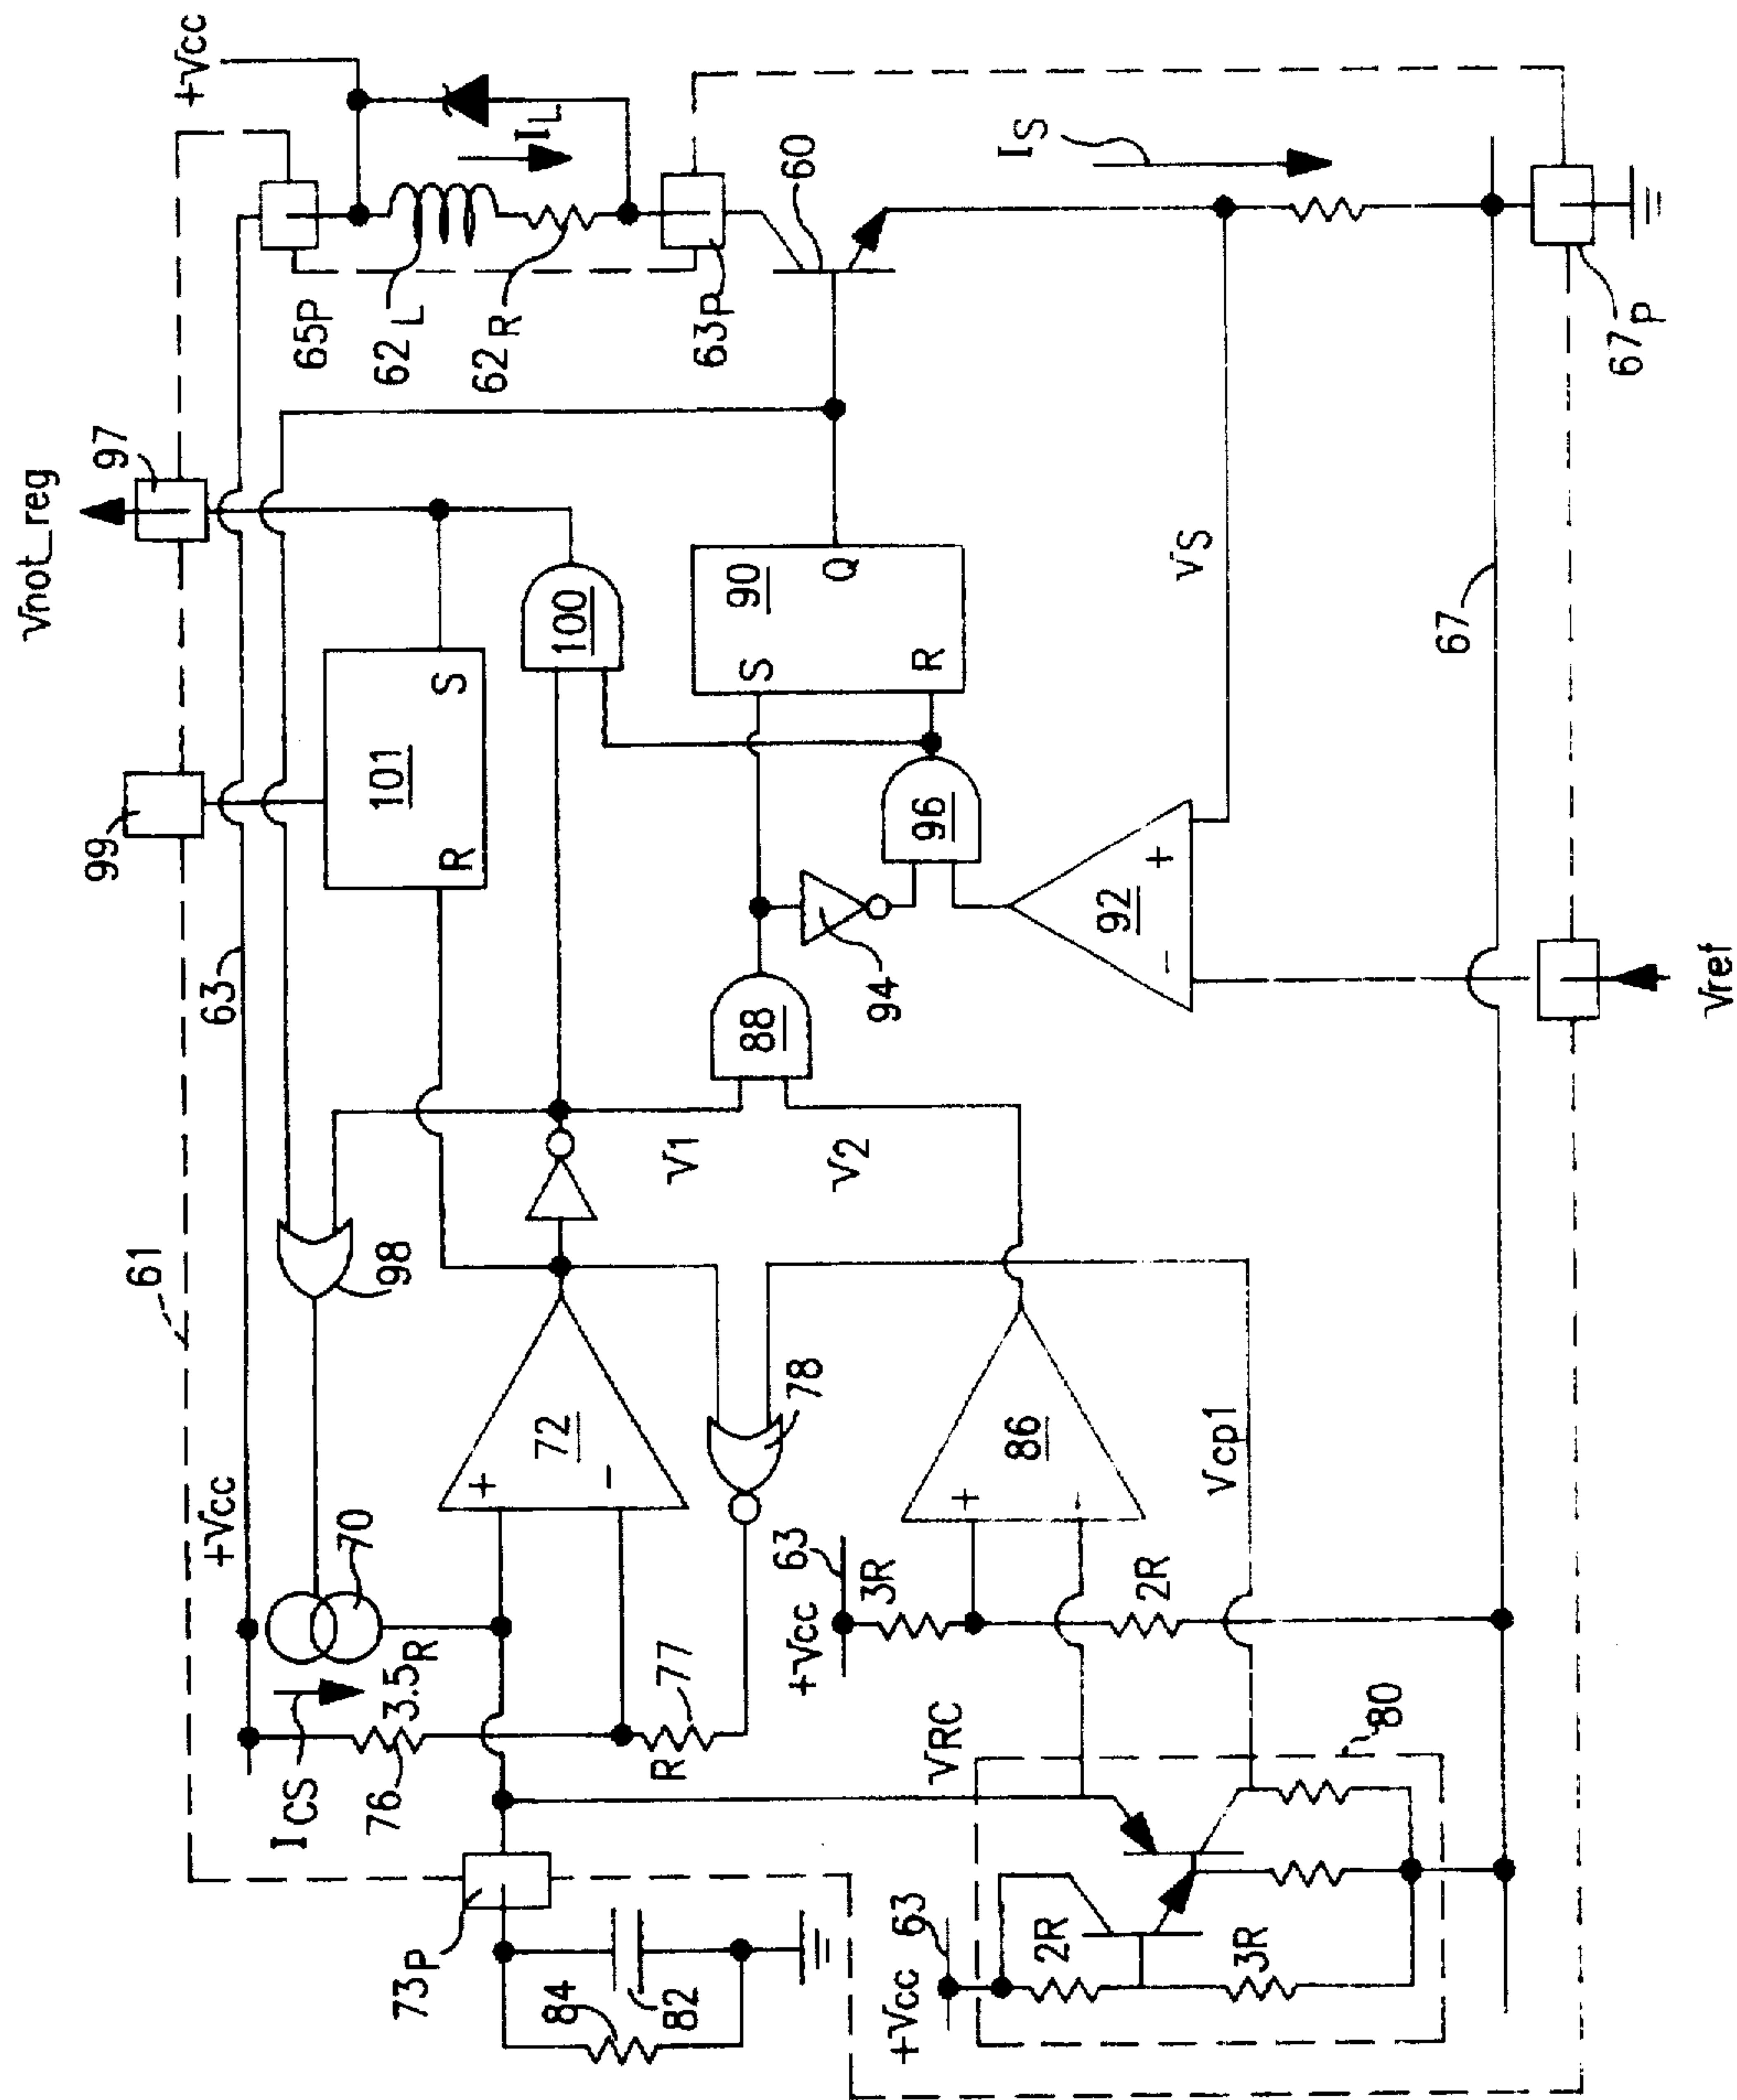 +Vcc
Vnot_reg
97
99
63
65P
62L
IL
62R
63P
60
IS
61
98
101
R
S
100
90
S
Q
R
VS
67
67P
+Vcc
70
ICS
3.5R
76
77
R
72
+
-
78
V1
V2
88
94
96
92
+
-
Vref
86
+
-
Vcp1
+Vcc
63
3R
2R
VRC
80
73P
84
82
+Vcc
63
2R
3R